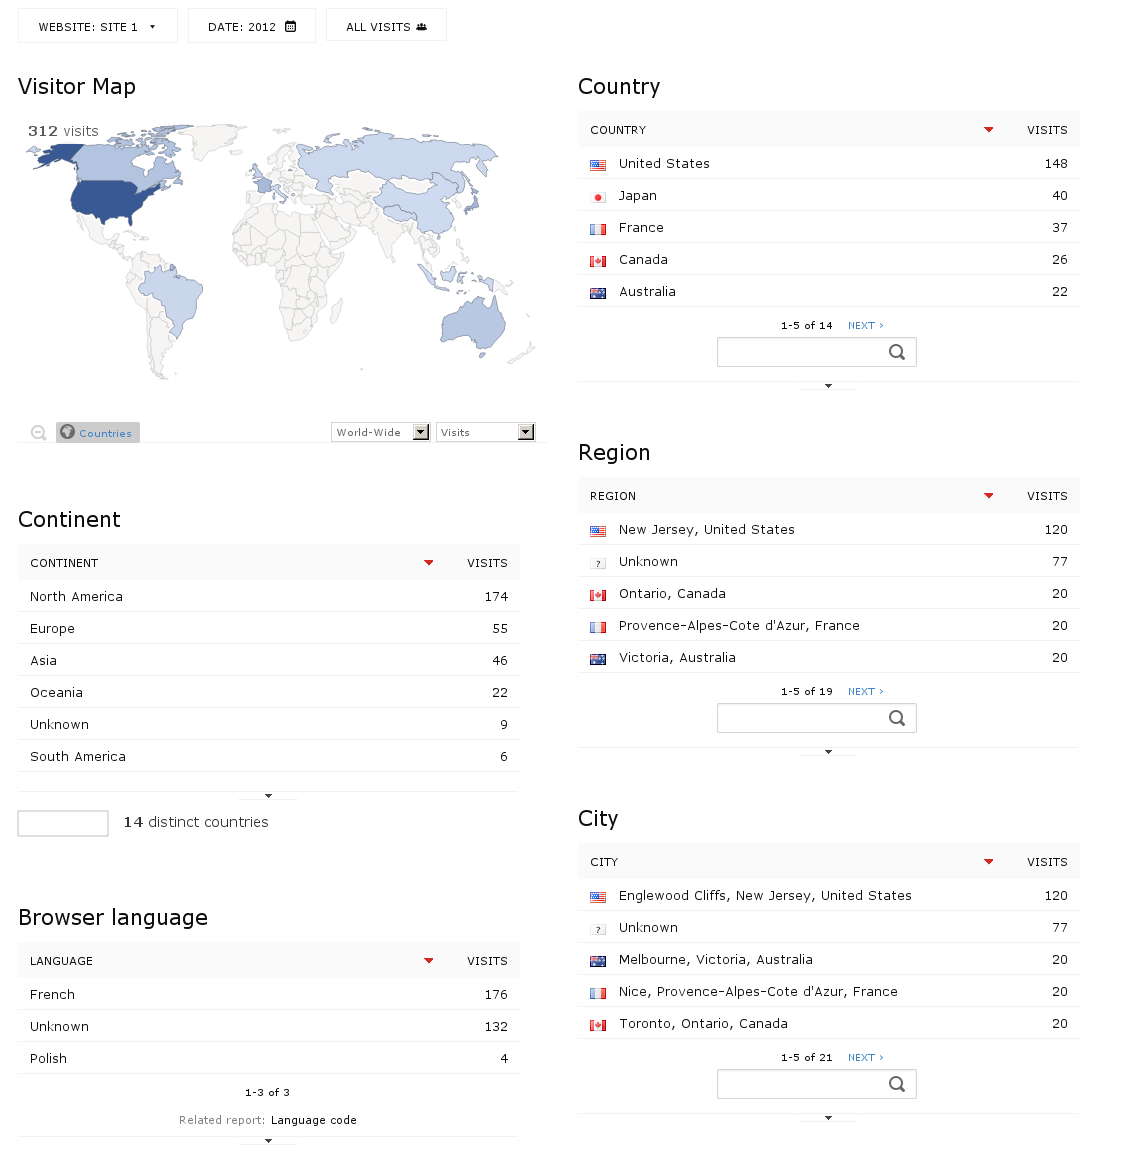 WEBSITE: SITE 1
DATE: 2012
ALL VISITS
Visitor Map
312 visits
Countries
World-Wide
Visits
Continent
CONTINENT VISITS
North America 174
Europe 55
Asia 46
Oceania 22
Unknown 9
South America 6
14 distinct countries
Browser language
LANGUAGE VISITS
French 176
Unknown 132
Polish 4
1-3 of 3
Related report: Language code
Country
COUNTRY VISITS
United States 148
Japan 40
France 37
Canada 26
Australia 22
1-5 of 14 NEXT ›
Region
REGION VISITS
New Jersey, United States 120
? Unknown 77
Ontario, Canada 20
Provence-Alpes-Cote d'Azur, France 20
Victoria, Australia 20
1-5 of 19 NEXT ›
City
CITY VISITS
Englewood Cliffs, New Jersey, United States 120
? Unknown 77
Melbourne, Victoria, Australia 20
Nice, Provence-Alpes-Cote d'Azur, France 20
Toronto, Ontario, Canada 20
1-5 of 21 NEXT ›